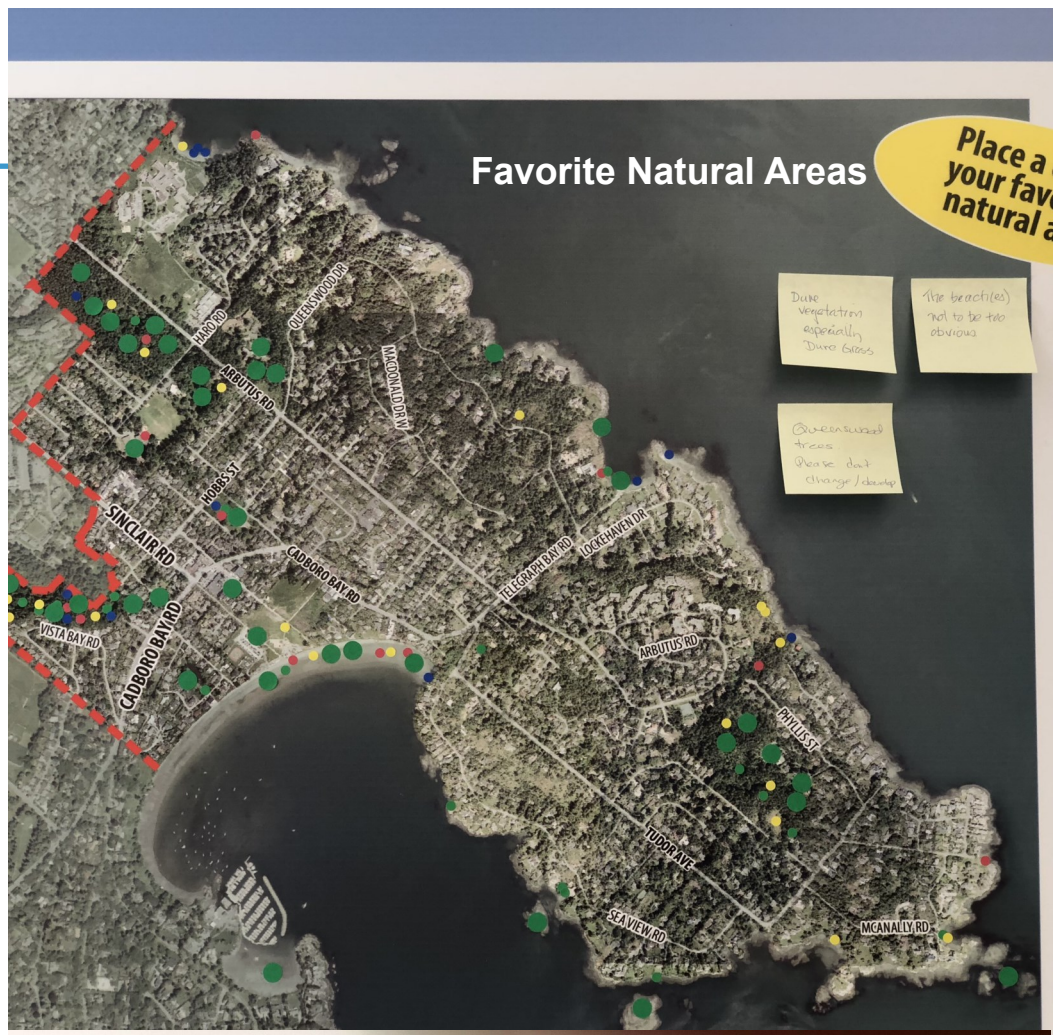 Favorite Natural Areas
Place a
your fav
natural a
Dune
vegetation
especially
Dune Grass
The beach(es)
not to be too
obvious
Queenswood
trees
Please don't
change/develop
HARO RD
QUEENSWOOD DR
MACDONALD DR W
ARBUTUS RD
HOBBS ST
SINCLAIR RD
CADBORO BAY RD
TELEGRAPH BAY RD
LOCKEHAVEN DR
VISTA BAY RD
CADBORO BAY RD
ARBUTUS RD
PHYLLIS ST
TUDOR AVE
SEA VIEW RD
MCANALLY RD